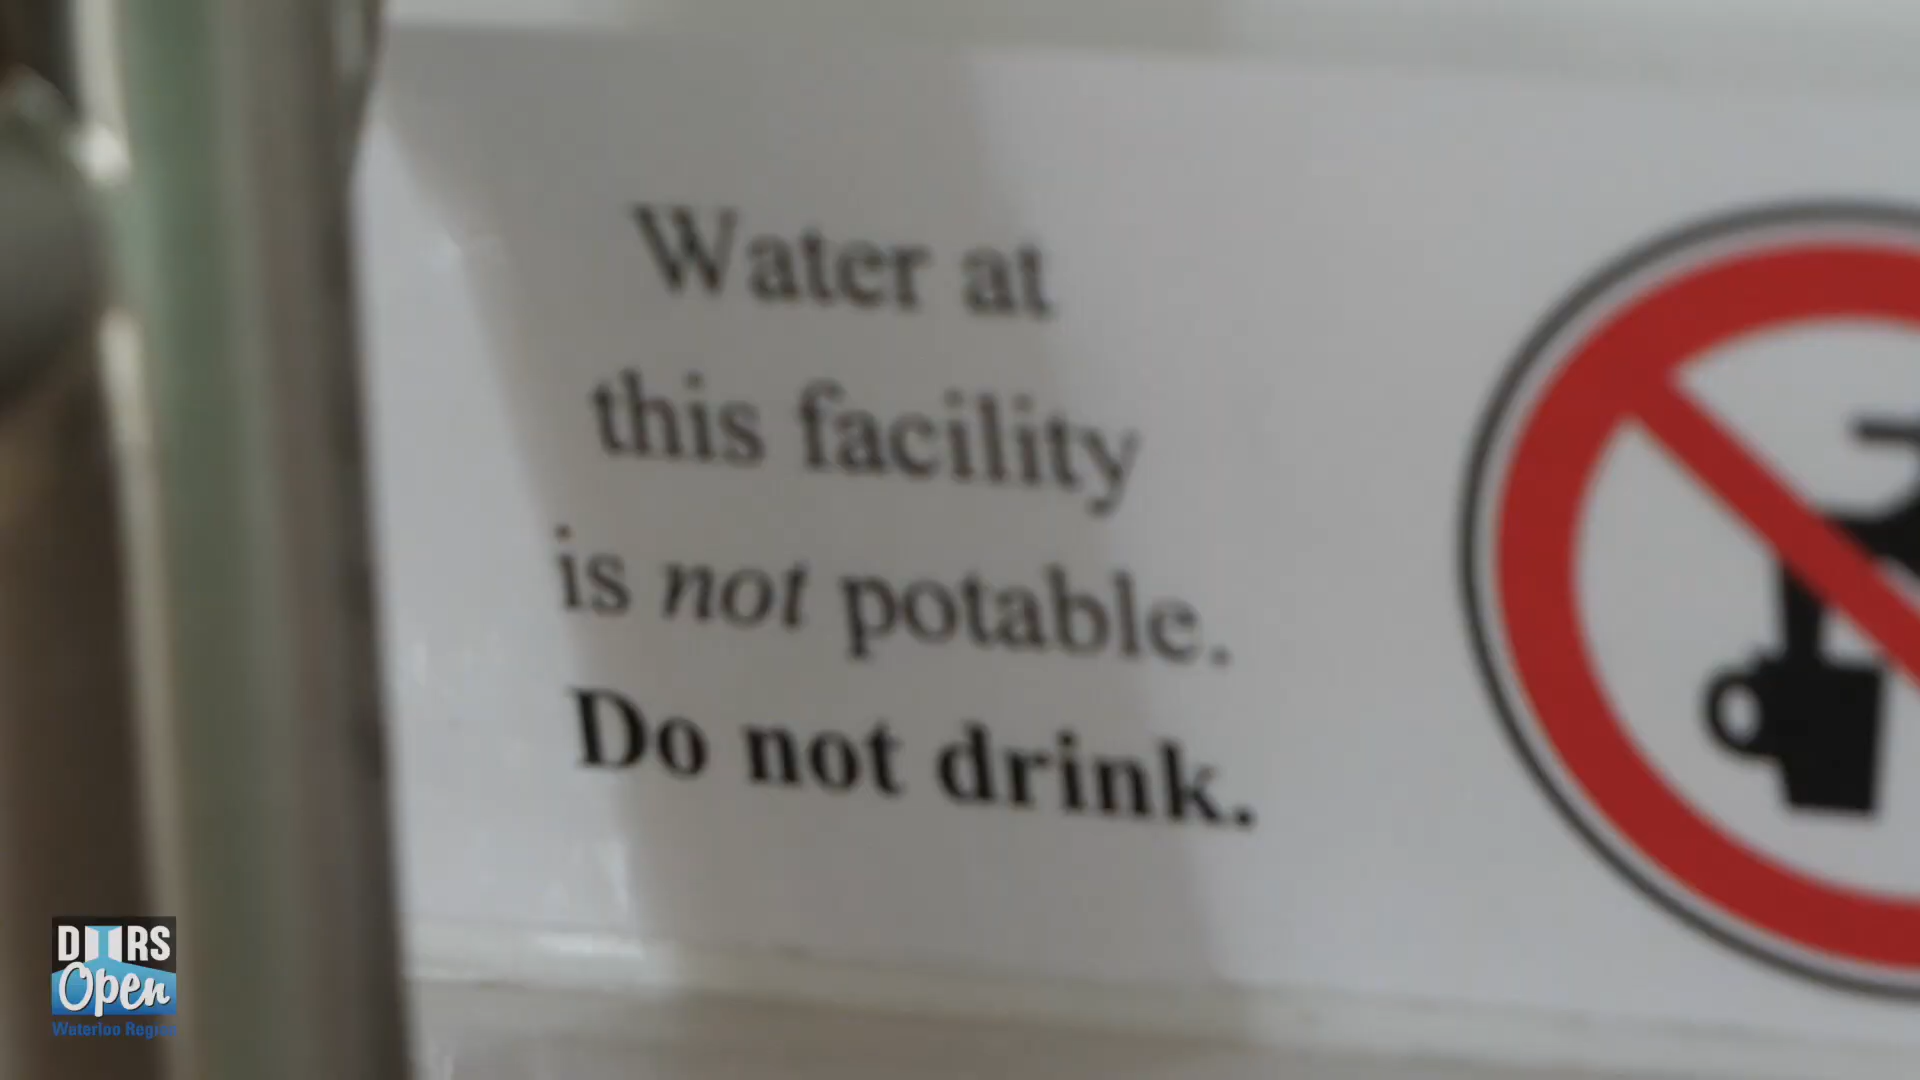 Water at
this facility
is not potable.
Do not drink.
DOORS
Open
Waterloo Region